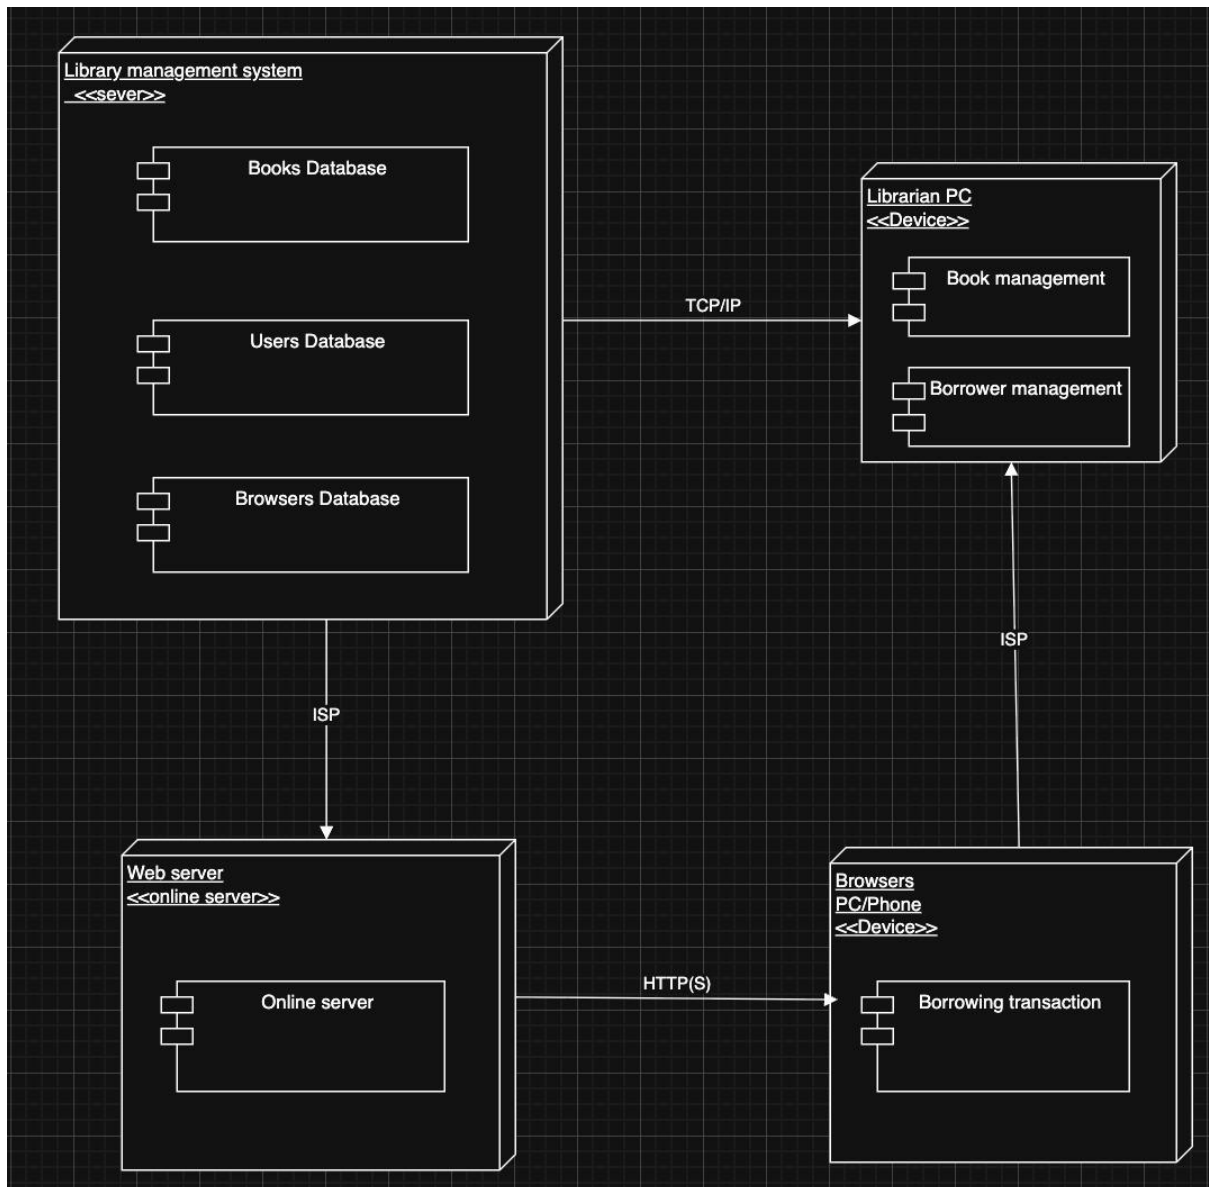 Library management system
<<sever>>
Books Database
Users Database
Browsers Database
TCP/IP
Librarian PC
<<Device>>
Book management
Borrower management
ISP
ISP
Web server
<<online server>>
Online server
HTTP(S)
Browsers
PC/Phone
<<Device>>
Borrowing transaction